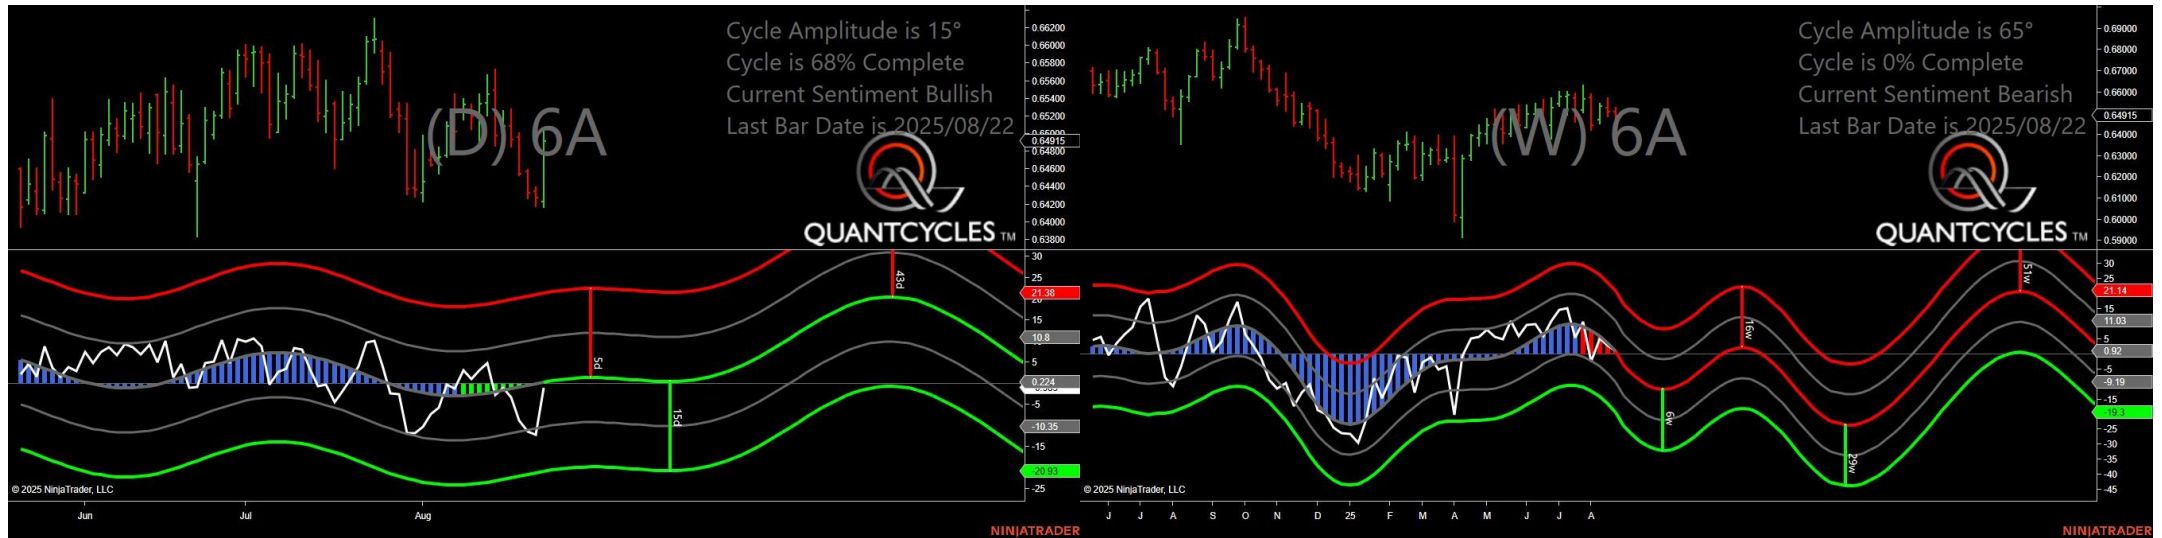 Cycle Amplitude is 15°
Cycle is 68% Complete
Current Sentiment Bullish
Last Bar Date is 2025/08/22
(D) 6A
QUANTCYCLES TM
0.66200
0.66000
0.65800
0.65600
0.65400
0.65200
0.65000
0.64915
0.64800
0.64600
0.64400
0.64200
0.64000
0.63800
30
25
21.38
20
15
10.8
5
0.224
-5
-10.35
-15
-20.93
-25
5d
15d
43d
© 2025 NinjaTrader, LLC
Jun
Jul
Aug
NINJATRADER
Cycle Amplitude is 65°
Cycle is 0% Complete
Current Sentiment Bearish
Last Bar Date is 2025/08/22
(W) 6A
QUANTCYCLES TM
0.69000
0.68000
0.67000
0.66000
0.64915
0.64000
0.63000
0.62000
0.61000
0.60000
0.59000
30
25
21.14
15
11.03
5
0.92
-5
-9.19
-15
-19.3
-25
-30
-35
-40
-45
6w
16w
29w
51w
© 2025 NinjaTrader, LLC
J
J
A
S
O
N
D
25
F
M
A
M
J
J
A
NINJATRADER